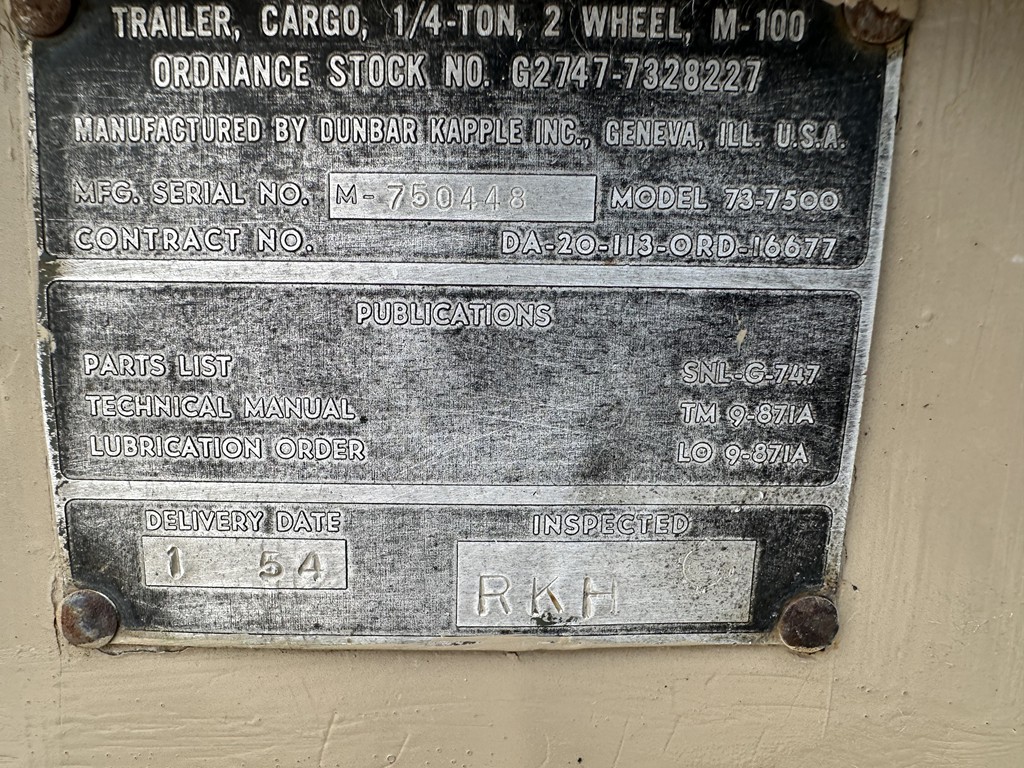 TRAILER, CARGO, 1/4-TON, 2 WHEEL, M-100
ORDNANCE STOCK NO. G2747-7328227
MANUFACTURED BY DUNBAR KAPPLE INC., GENEVA, ILL. U.S.A.
MFG. SERIAL NO. M-750448 MODEL 73-7500
CONTRACT NO. DA-20-113-ORD-16677
PUBLICATIONS
PARTS LIST SNL-G-747
TECHNICAL MANUAL TM 9-871A
LUBRICATION ORDER LO 9-871A
DELIVERY DATE INSPECTED
1 54 RKH